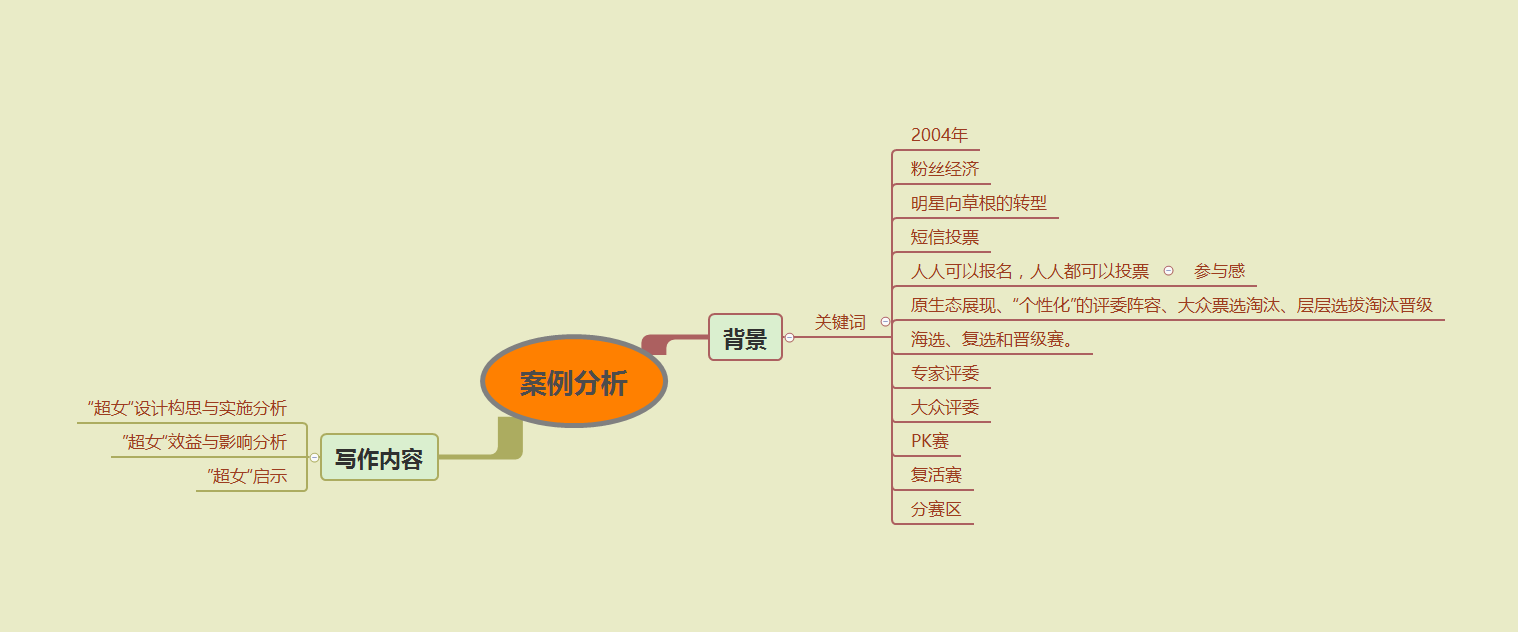 案例分析
背景
关键词
2004年
粉丝经济
明星向草根的转型
短信投票
人人可以报名，人人都可以投票
参与感
原生态展现、“个性化”的评委阵容、大众票选淘汰、层层选拔淘汰晋级
海选、复选和晋级赛。
专家评委
大众评委
PK赛
复活赛
分赛区
写作内容
“超女”设计构思与实施分析
”超女“效益与影响分析
”超女“启示